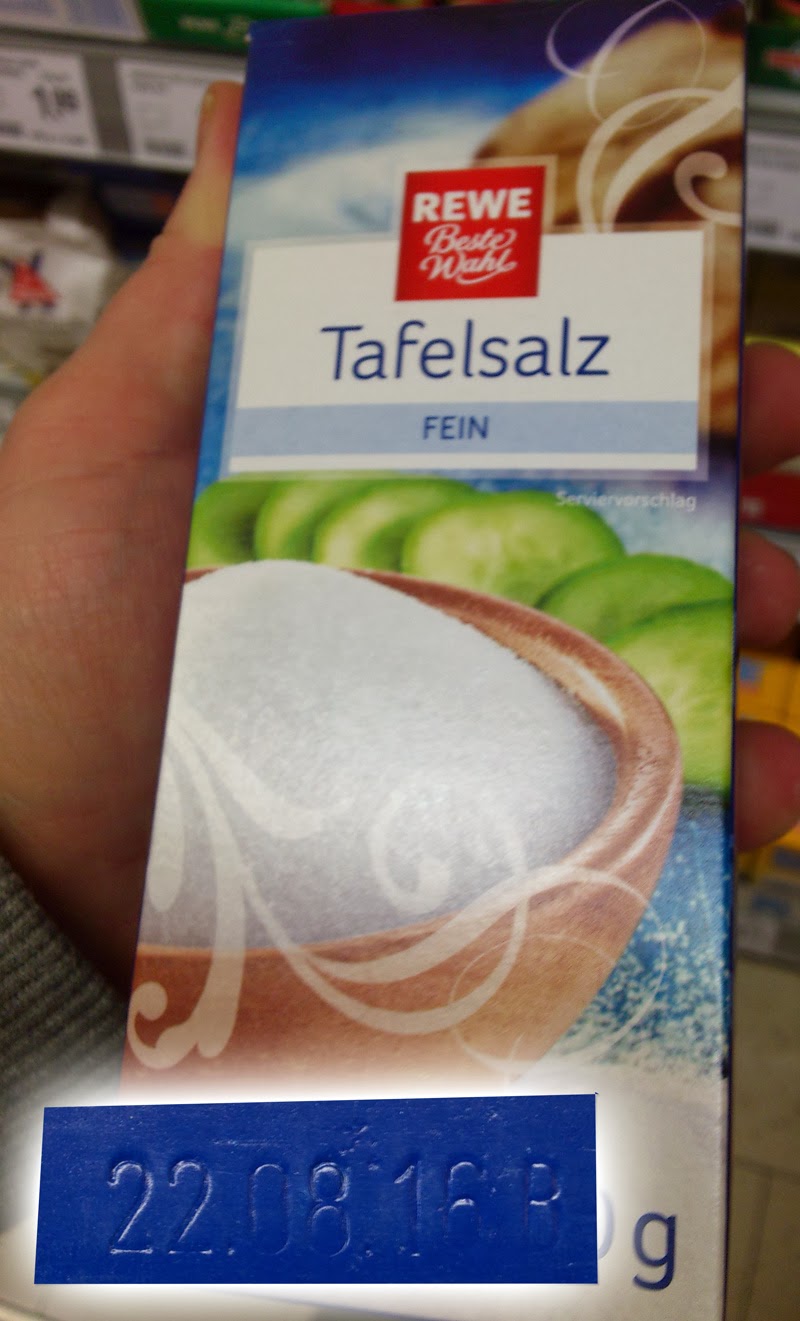 REWE
Beste
Wahl
Tafelsalz
FEIN
Serviervorschlag
22.08.16 B
g